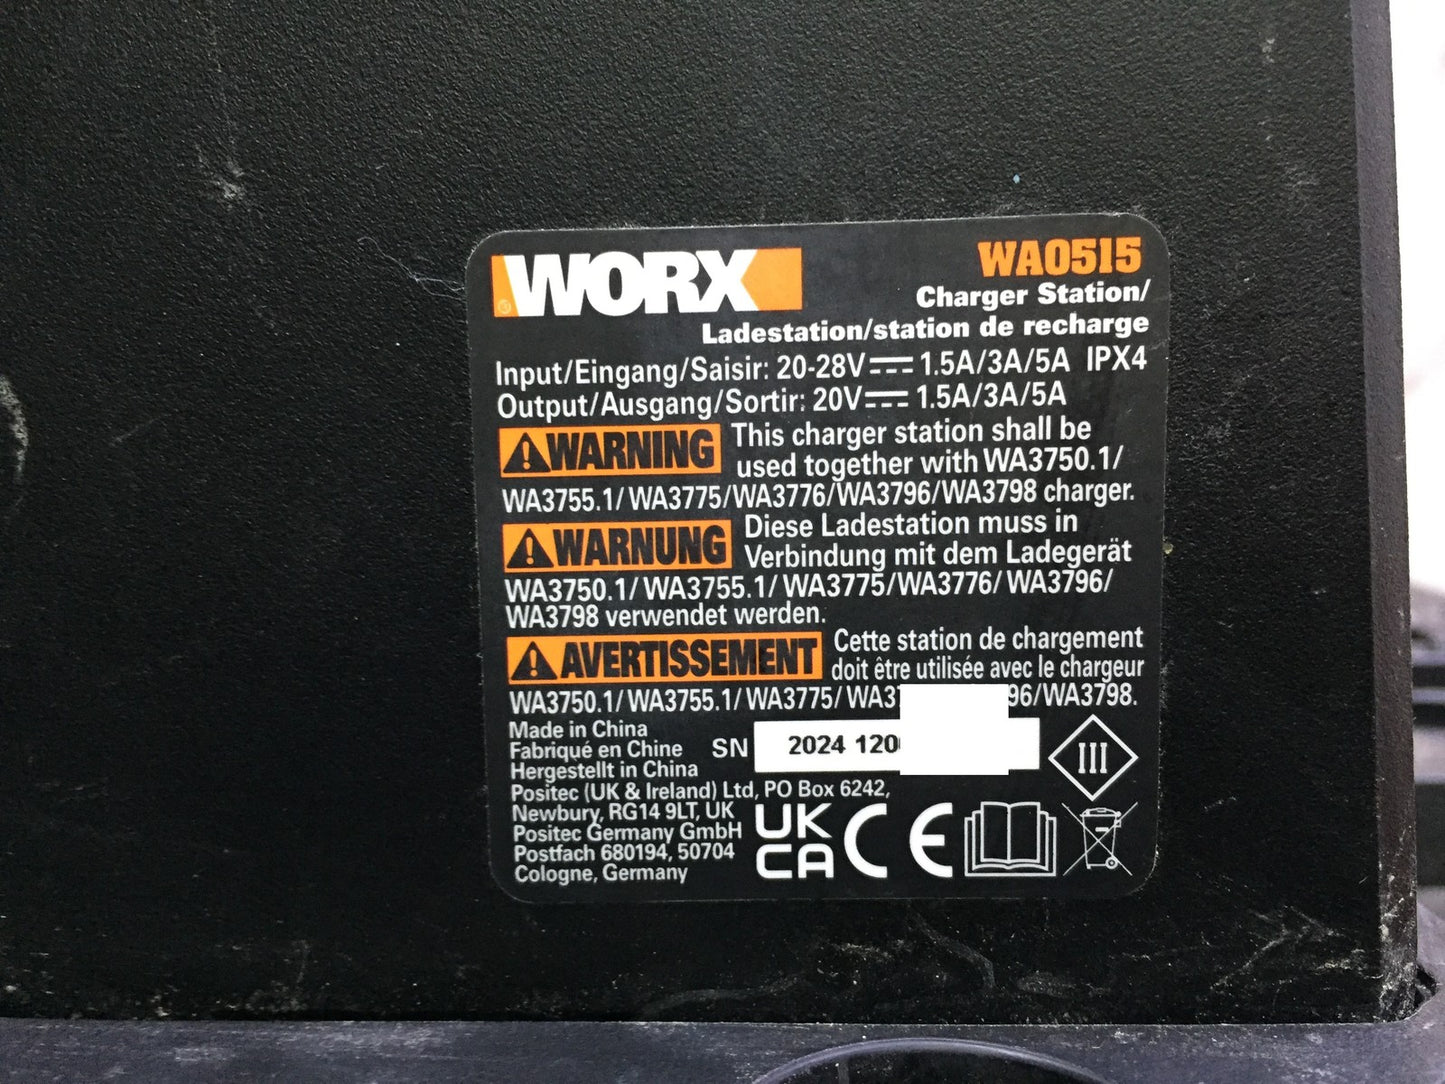 WORX
WA0515
Charger Station/
Ladestation/station de recharge
Input/Eingang/Saisir: 20-28V⎓1.5A/3A/5A IPX4
Output/Ausgang/Sortir: 20V⎓1.5A/3A/5A
WARNING This charger station shall be
used together with WA3750.1/
WA3755.1/ WA3775/WA3776/WA3796/WA3798 charger.
WARNUNG Diese Ladestation muss in
Verbindung mit dem Ladegerät
WA3750.1/ WA3755.1/ WA3775/WA3776/ WA3796/
WA3798 verwendet werden.
AVERTISSEMENT Cette station de chargement
doit être utilisée avec le chargeur
WA3750.1/ WA3755.1/ WA3775/ WA37 96/WA3798.
Made in China
Fabriqué en Chine
Hergestellt in China
SN 2024 120
III
Positec (UK & Ireland) Ltd, PO Box 6242,
Newbury, RG14 9LT, UK
Positec Germany GmbH
Postfach 680194, 50704
Cologne, Germany
UK
CA
CE